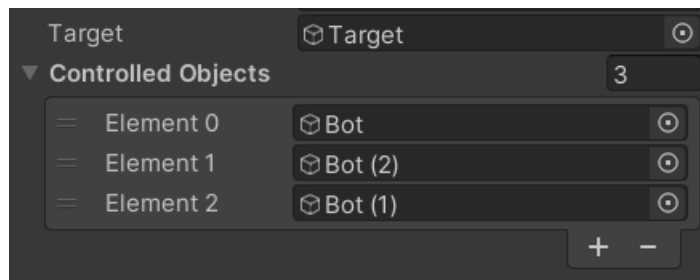 Target Target
Controlled Objects 3
Element 0 Bot
Element 1 Bot (2)
Element 2 Bot (1)
+ -